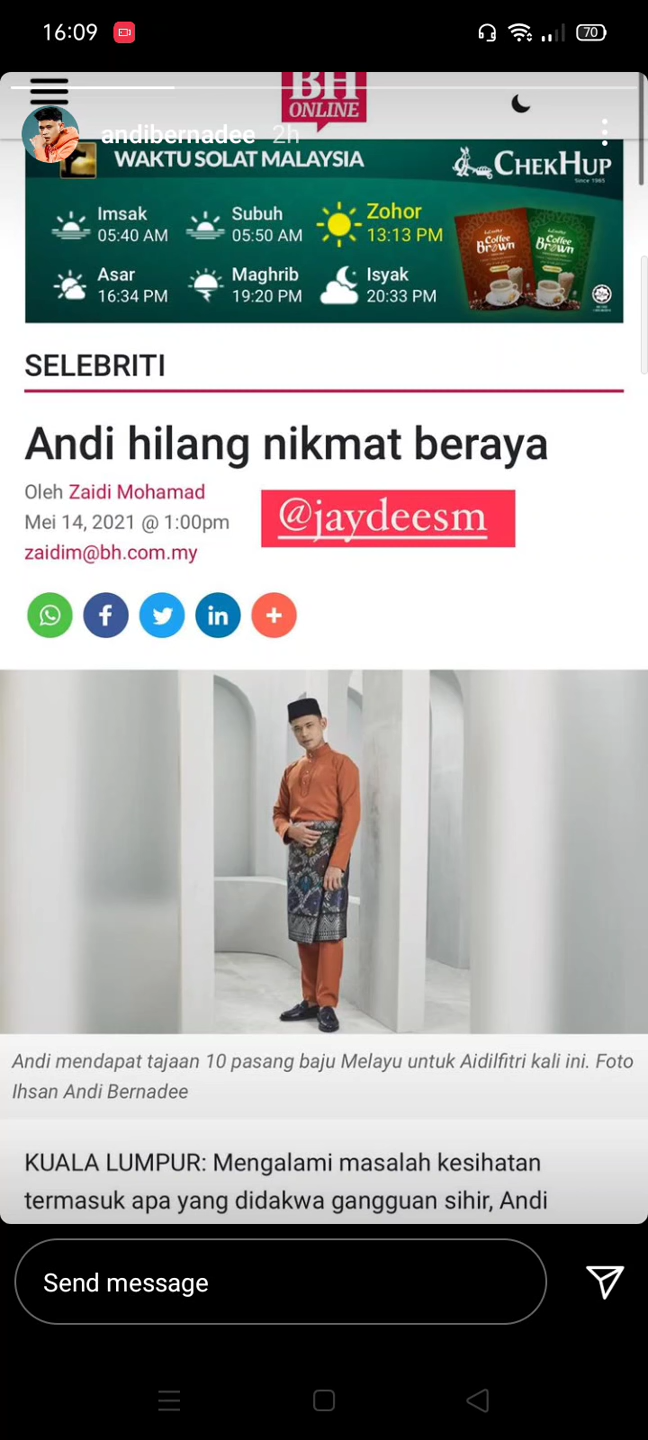 16:09
70
BH
ONLINE
andibernadee 2h
WAKTU SOLAT MALAYSIA
CHEKHUP
Since 1965
Imsak
05:40 AM
Subuh
05:50 AM
Zohor
13:13 PM
Asar
16:34 PM
Maghrib
19:20 PM
Isyak
20:33 PM
Coffee
Brown
Coffee
Brown
SELEBRITI
Andi hilang nikmat beraya
Oleh Zaidi Mohamad
Mei 14, 2021 @ 1:00pm
zaidim@bh.com.my
@jaydeesm
Andi mendapat tajaan 10 pasang baju Melayu untuk Aidilfitri kali ini. Foto
Ihsan Andi Bernadee
KUALA LUMPUR: Mengalami masalah kesihatan
termasuk apa yang didakwa gangguan sihir, Andi
Send message